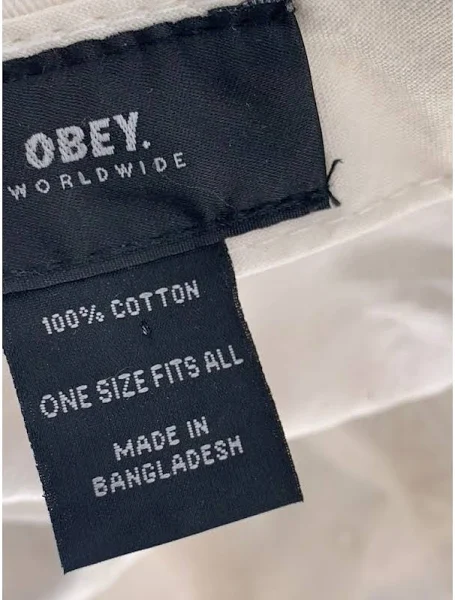 OBEY.
WORLDWIDE
100% COTTON
ONE SIZE FITS ALL
MADE IN
BANGLADESH